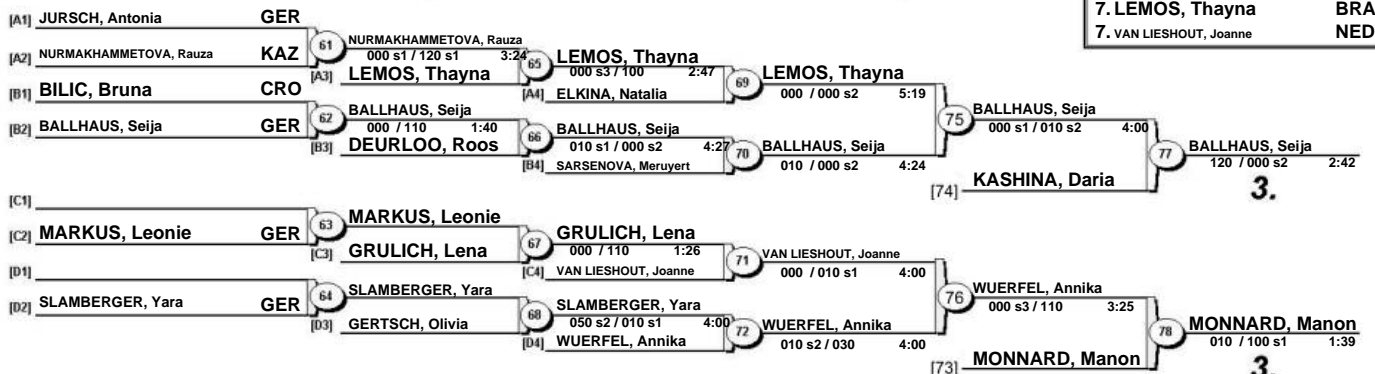 7. LEMOS, Thayna BRA
7. VAN LIESHOUT, Joanne NED
[A1] JURSCH, Antonia GER
61 NURMAKHAMMETOVA, Rauza
000 s1 / 120 s1 3:24
[A2] NURMAKHAMMETOVA, Rauza KAZ
[A3] LEMOS, Thayna
65 LEMOS, Thayna
000 s3 / 100 2:47
[A4] ELKINA, Natalia
69 LEMOS, Thayna
000 / 000 s2 5:19
[B1] BILIC, Bruna CRO
62 BALLHAUS, Seija
000 / 110 1:40
[B2] BALLHAUS, Seija GER
[B3] DEURLOO, Roos
66 BALLHAUS, Seija
010 s1 / 000 s2 4:27
[B4] SARSENOVA, Meruyert
70 BALLHAUS, Seija
010 / 000 s2 4:24
75 BALLHAUS, Seija
000 s1 / 010 s2 4:00
[74] KASHINA, Daria
77 BALLHAUS, Seija
120 / 000 s2 2:42
3.
[C1]
63 MARKUS, Leonie
[C2] MARKUS, Leonie GER
[C3] GRULICH, Lena
67 GRULICH, Lena
000 / 110 1:26
[C4] VAN LIESHOUT, Joanne
71 VAN LIESHOUT, Joanne
000 / 010 s1 4:00
[D1]
64 SLAMBERGER, Yara
[D2] SLAMBERGER, Yara GER
[D3] GERTSCH, Olivia
68 SLAMBERGER, Yara
050 s2 / 010 s1 4:00
[D4] WUERFEL, Annika
72 WUERFEL, Annika
010 s2 / 030 4:00
76 WUERFEL, Annika
000 s3 / 110 3:25
[73] MONNARD, Manon
78 MONNARD, Manon
010 / 100 s1 1:39
3.